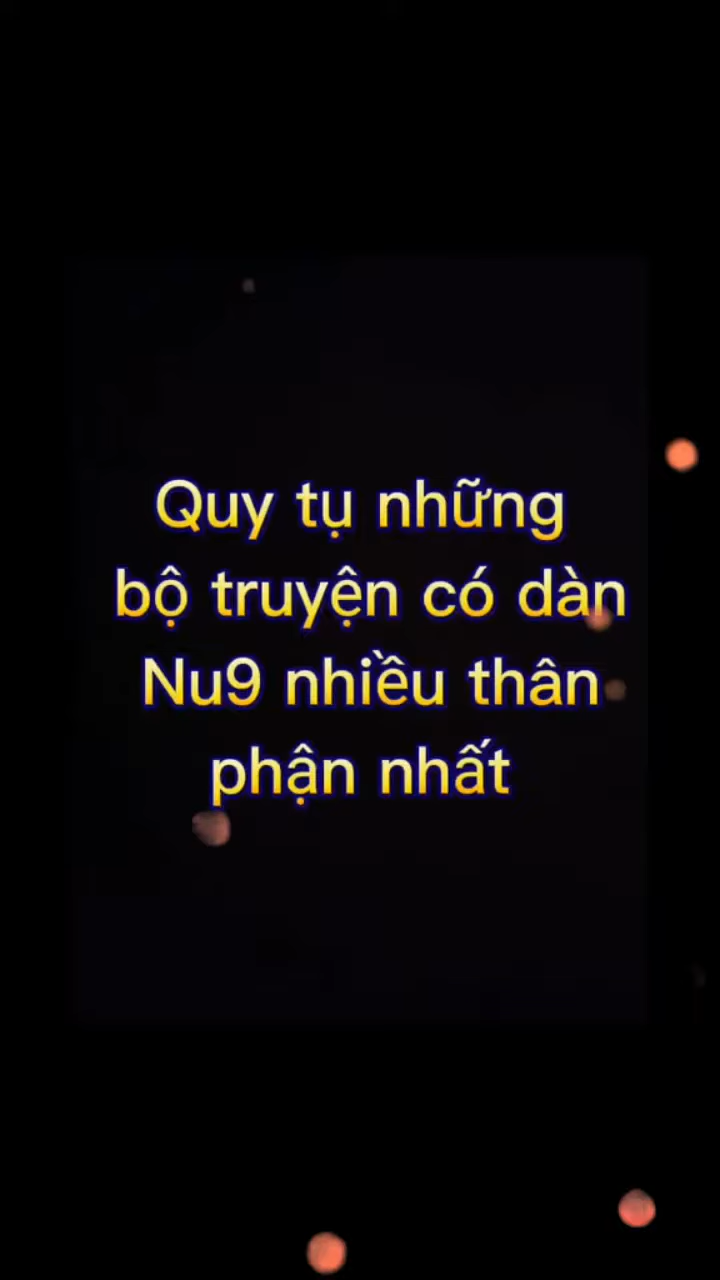 Quy tụ những
bộ truyện có dàn
Nu9 nhiều thân
phận nhất